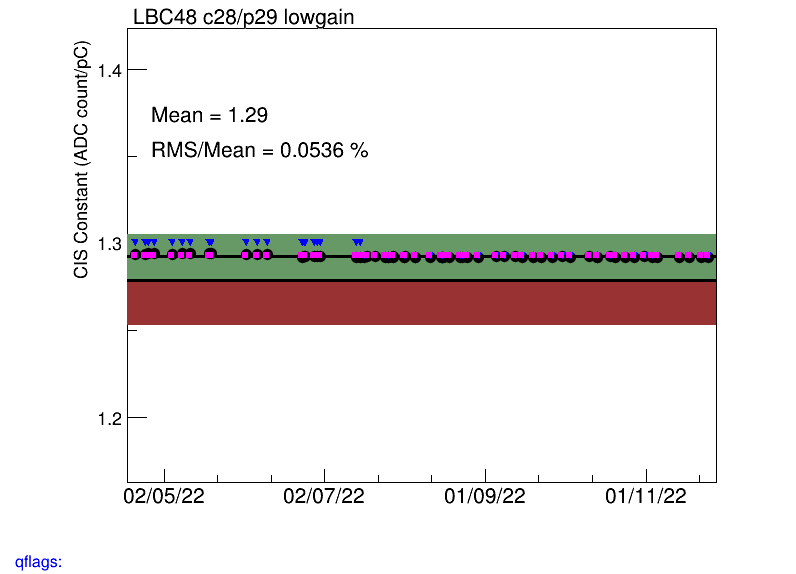 LBC48 c28/p29 lowgain
CIS Constant (ADC count/pC)
1.4
Mean = 1.29
RMS/Mean = 0.0536 %
1.3
1.2
02/05/22 02/07/22 01/09/22 01/11/22
qflags: